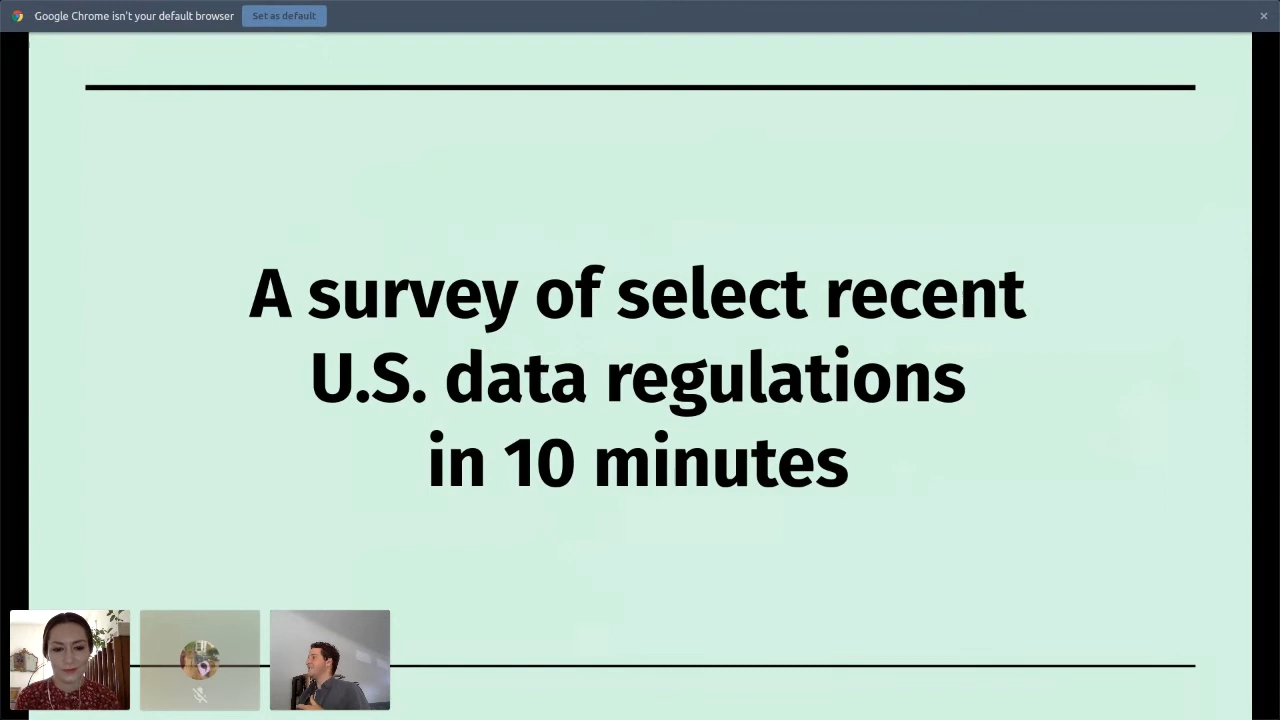 Google Chrome isn't your default browser Set as default
A survey of select recent
U.S. data regulations
in 10 minutes